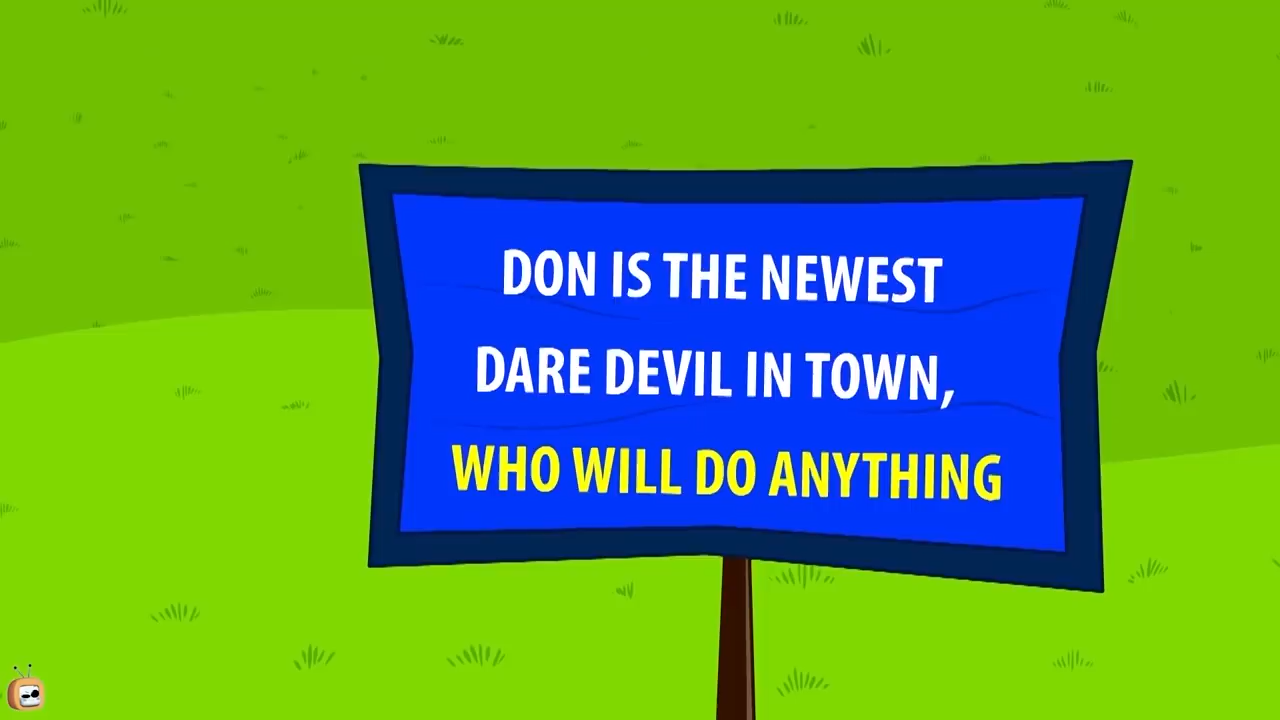 DON IS THE NEWEST
DARE DEVIL IN TOWN,
WHO WILL DO ANYTHING